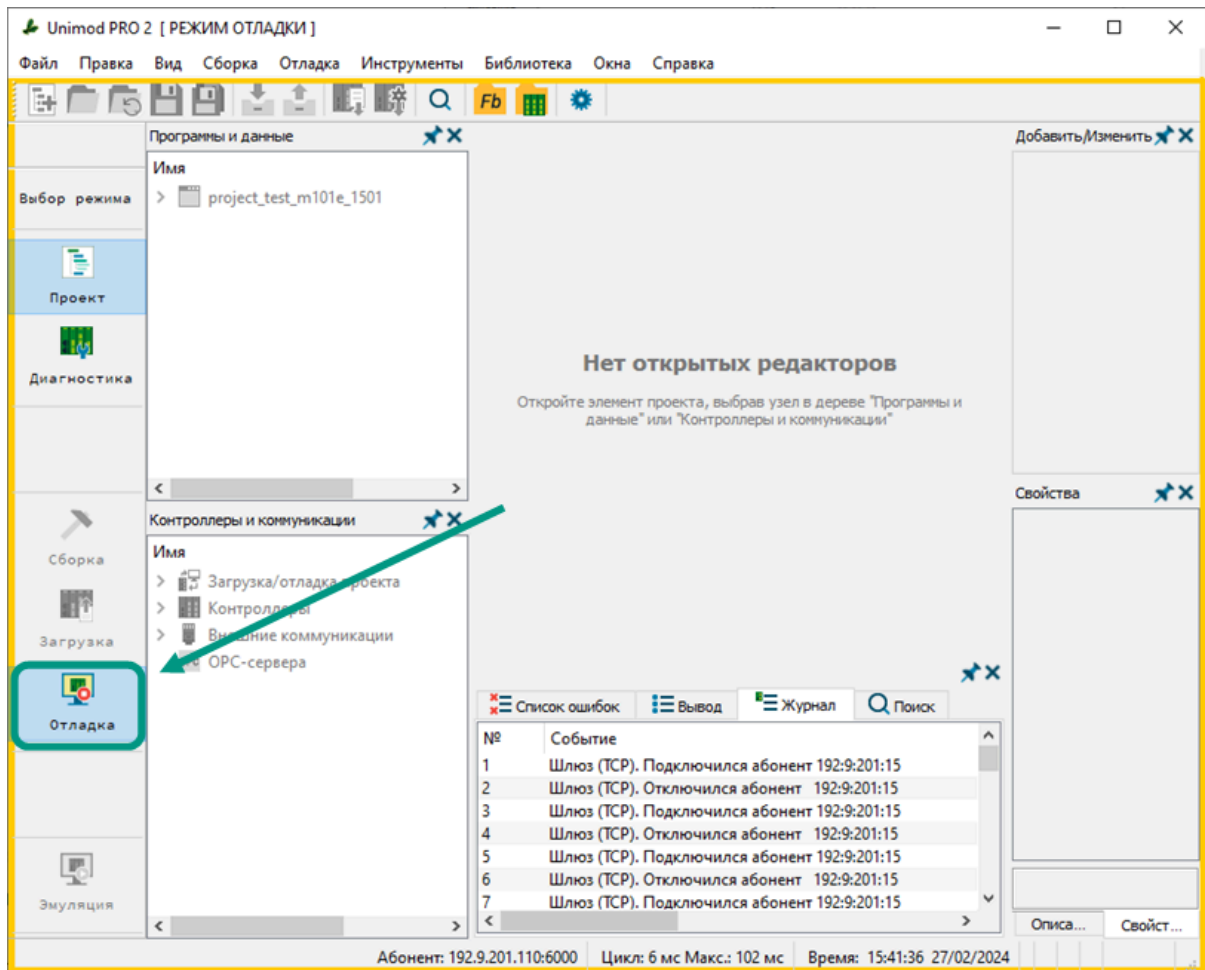 Unimod PRO 2 [ РЕЖИМ ОТЛАДКИ ]
Файл Правка Вид Сборка Отладка Инструменты Библиотека Окна Справка
Fb
Выбор режима
Проект
Диагностика
Сборка
Загрузка
Отладка
Эмуляция
Программы и данные
Имя
project_test_m101e_1501
Контроллеры и коммуникации
Имя
Загрузка/отладка проекта
Контроллеры
Внешние коммуникации
OPC-сервера
Нет открытых редакторов
Откройте элемент проекта, выбрав узел в дереве "Программы и
данные" или "Контроллеры и коммуникации"
Список ошибок Вывод Журнал Поиск
№ Событие
1 Шлюз (TCP). Подключился абонент 192:9:201:15
2 Шлюз (TCP). Отключился абонент 192:9:201:15
3 Шлюз (TCP). Подключился абонент 192:9:201:15
4 Шлюз (TCP). Отключился абонент 192:9:201:15
5 Шлюз (TCP). Подключился абонент 192:9:201:15
6 Шлюз (TCP). Отключился абонент 192:9:201:15
7 Шлюз (TCP). Подключился абонент 192:9:201:15
Добавить/Изменить
Свойства
Описа... Свойст...
Абонент: 192.9.201.110:6000 Цикл: 6 мс Макс.: 102 мс Время: 15:41:36 27/02/2024